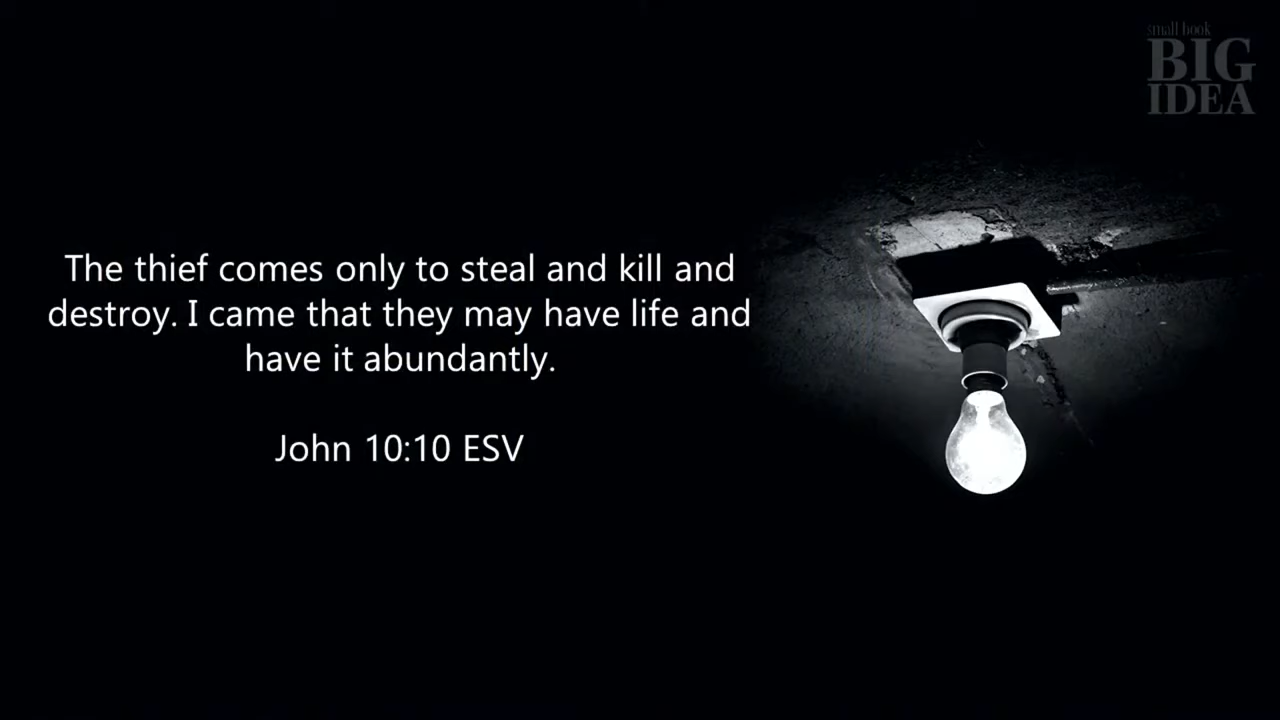 small book
BIG
IDEA
The thief comes only to steal and kill and
destroy. I came that they may have life and
have it abundantly.
John 10:10 ESV